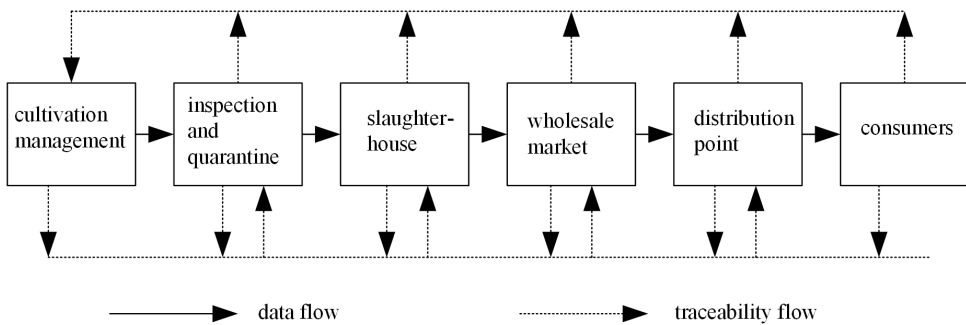 cultivation
management
inspection
and
quarantine
slaughter-
house
wholesale
market
distribution
point
consumers
data flow
traceability flow